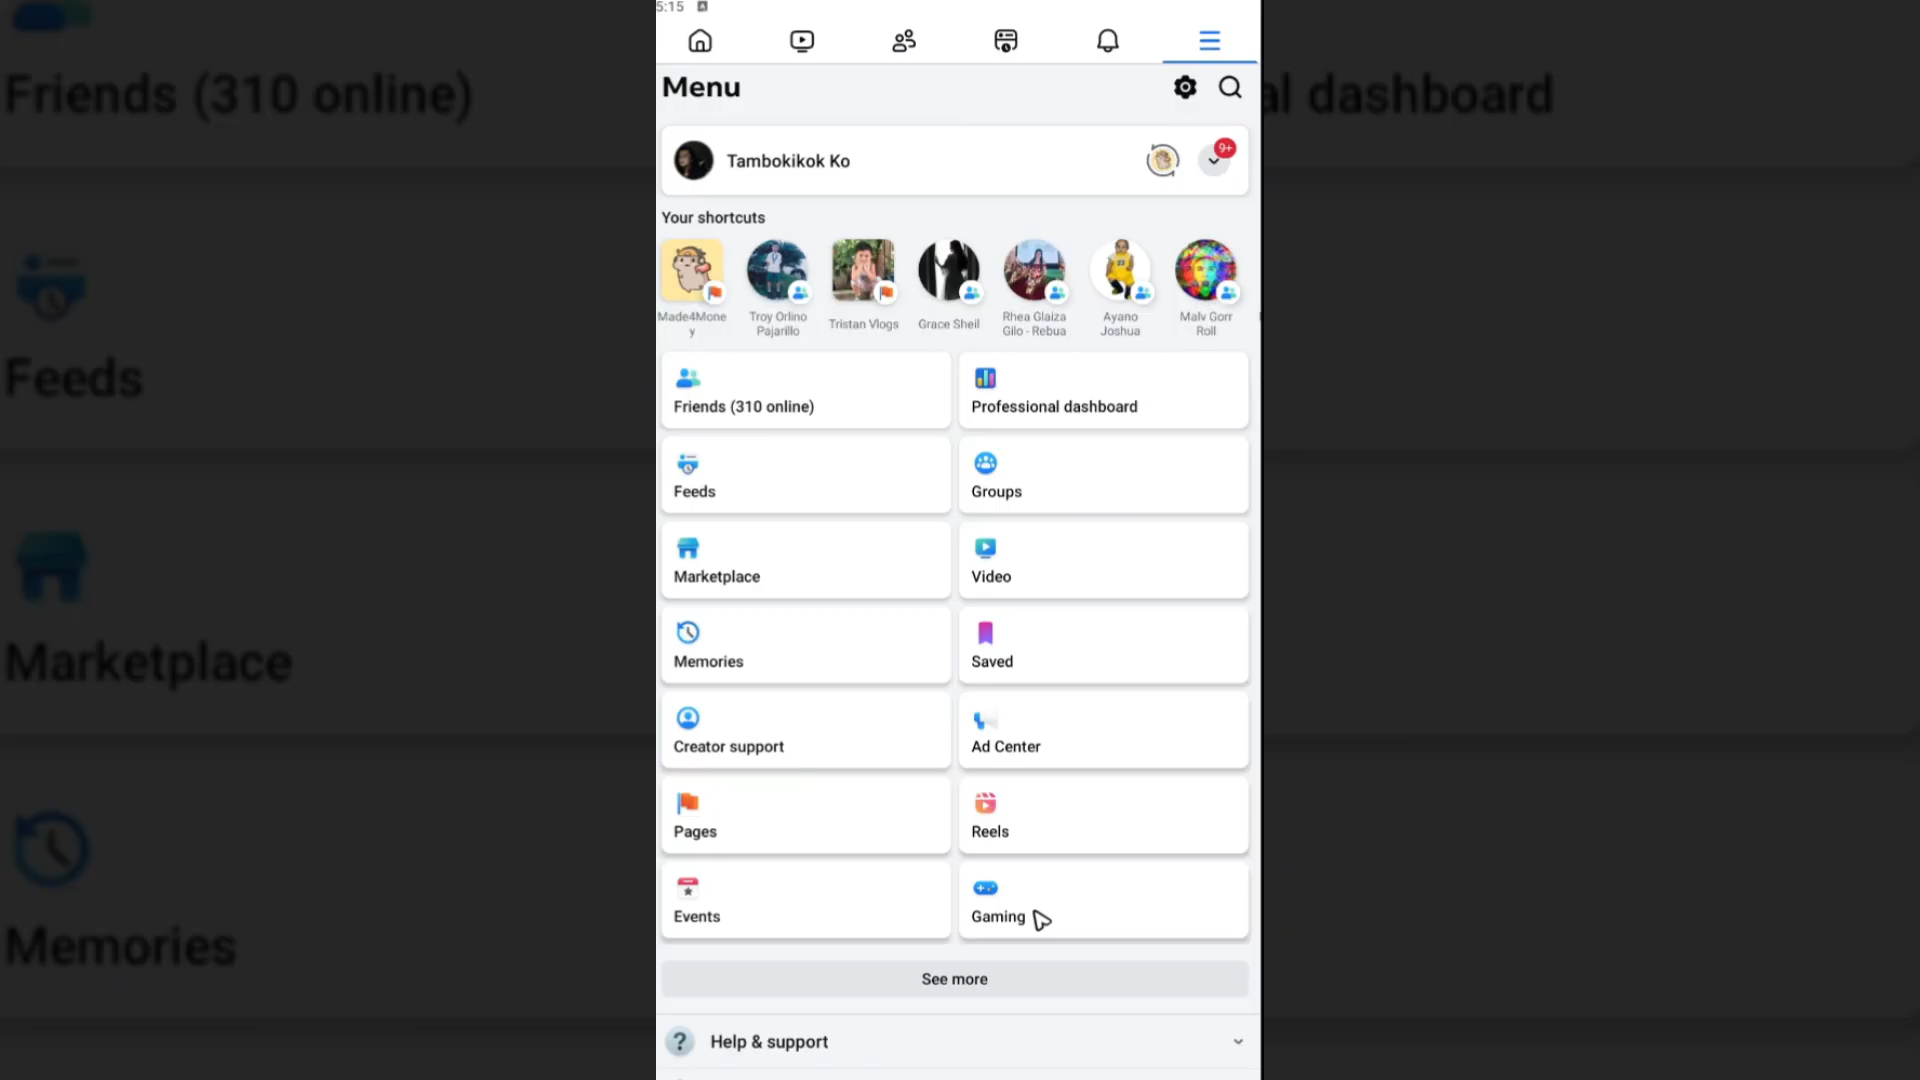 5:15
Menu
Tambokikok Ko
9+
Your shortcuts
Made4Mone
y
Troy Orlino
Pajarillo
Tristan Vlogs
Grace Sheil
Rhea Glaiza
Gilo - Rebua
Ayano
Joshua
Malv Gorr
Roll
Friends (310 online)
Professional dashboard
Feeds
Groups
Marketplace
Video
Memories
Saved
Creator support
Ad Center
Pages
Reels
Events
Gaming
See more
Help & support
Friends (310 online)
al dashboard
Feeds
Marketplace
Memories